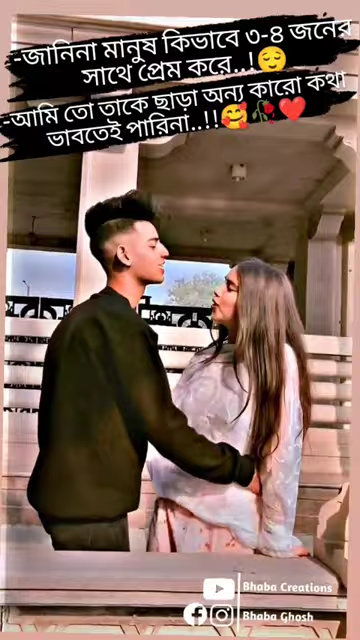 -জানিনা মানুষ কিভাবে ৩-৪ জনের
সাথে প্রেম করে..!😌
-আমি তো তাকে ছাড়া অন্য কারো কথা
ভাবতেই পারিনা..!!🥰🥀❤️
Bhaba Creations
Bhaba Ghosh